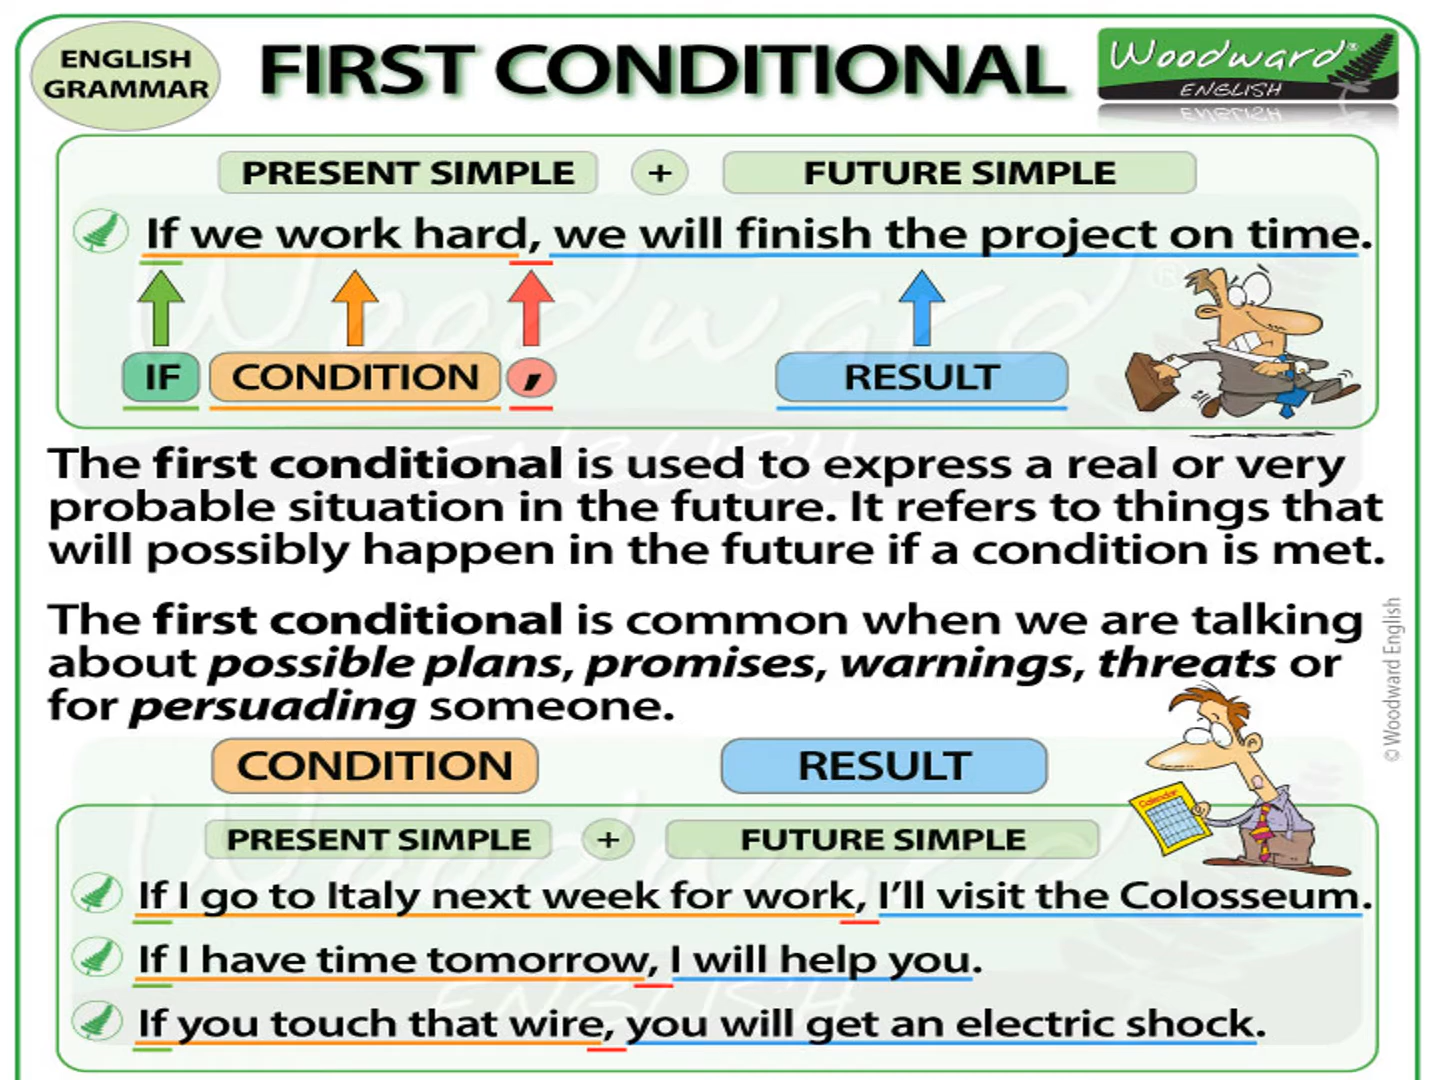 ENGLISH
GRAMMAR
FIRST CONDITIONAL
Woodward®
ENGLISH
PRESENT SIMPLE + FUTURE SIMPLE
If we work hard, we will finish the project on time.
IF CONDITION , RESULT
The first conditional is used to express a real or very
probable situation in the future. It refers to things that
will possibly happen in the future if a condition is met.
The first conditional is common when we are talking
about possible plans, promises, warnings, threats or
for persuading someone.
© Woodward English
CONDITION RESULT
Calendar
PRESENT SIMPLE + FUTURE SIMPLE
If I go to Italy next week for work, I’ll visit the Colosseum.
If I have time tomorrow, I will help you.
If you touch that wire, you will get an electric shock.